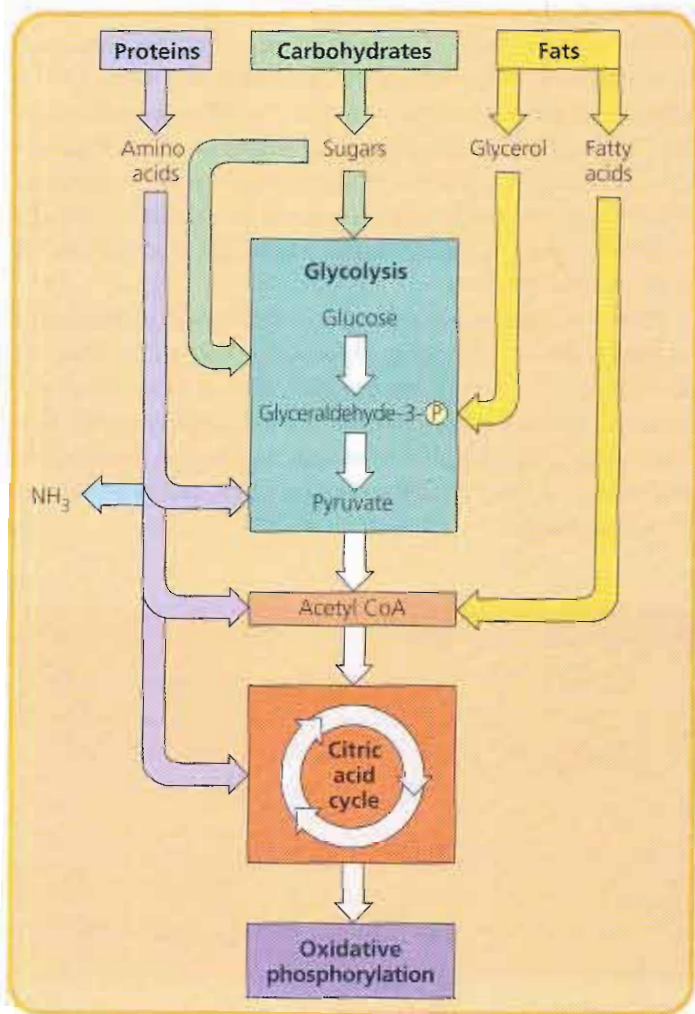 Proteins
Carbohydrates
Fats
Amino
acids
Sugars
Glycerol
Fatty
acids
Glycolysis
Glucose
Glyceraldehyde-3-P
NH3
Pyruvate
Acetyl CoA
Citric
acid
cycle
Oxidative
phosphorylation